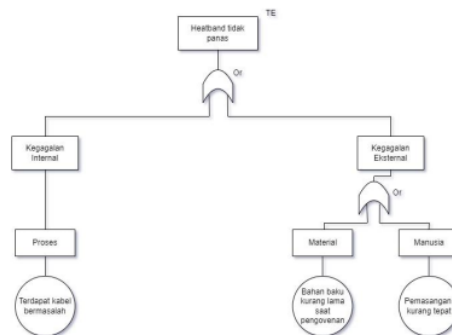 TE
Heatband tidak
panas
Or
Kegagalan
Internal
Kegagalan
Eksternal
Or
Proses
Material
Manusia
Terdapat kabel
bermasalah
Bahan baku
kurang lama
saat
pengovenan
Pemasangan
kurang tepat